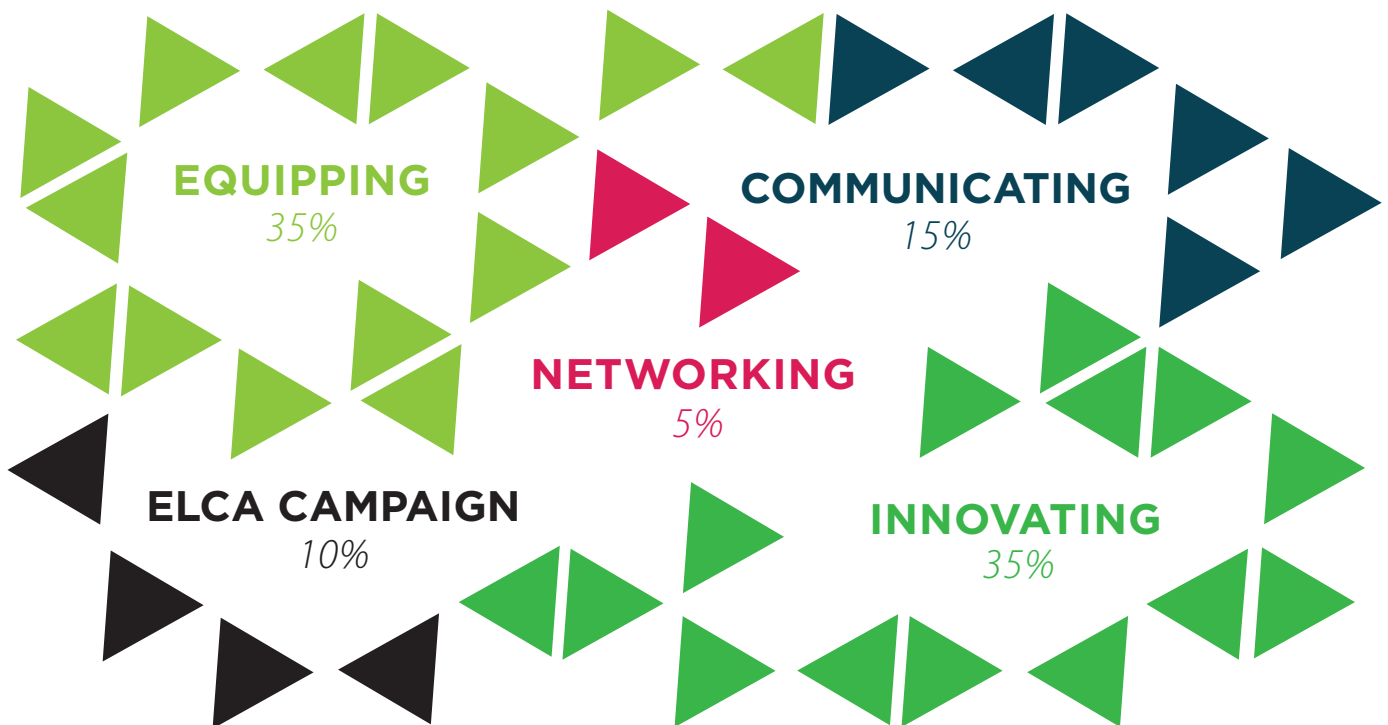 EQUIPPING
35%
COMMUNICATING
15%
NETWORKING
5%
ELCA CAMPAIGN
10%
INNOVATING
35%